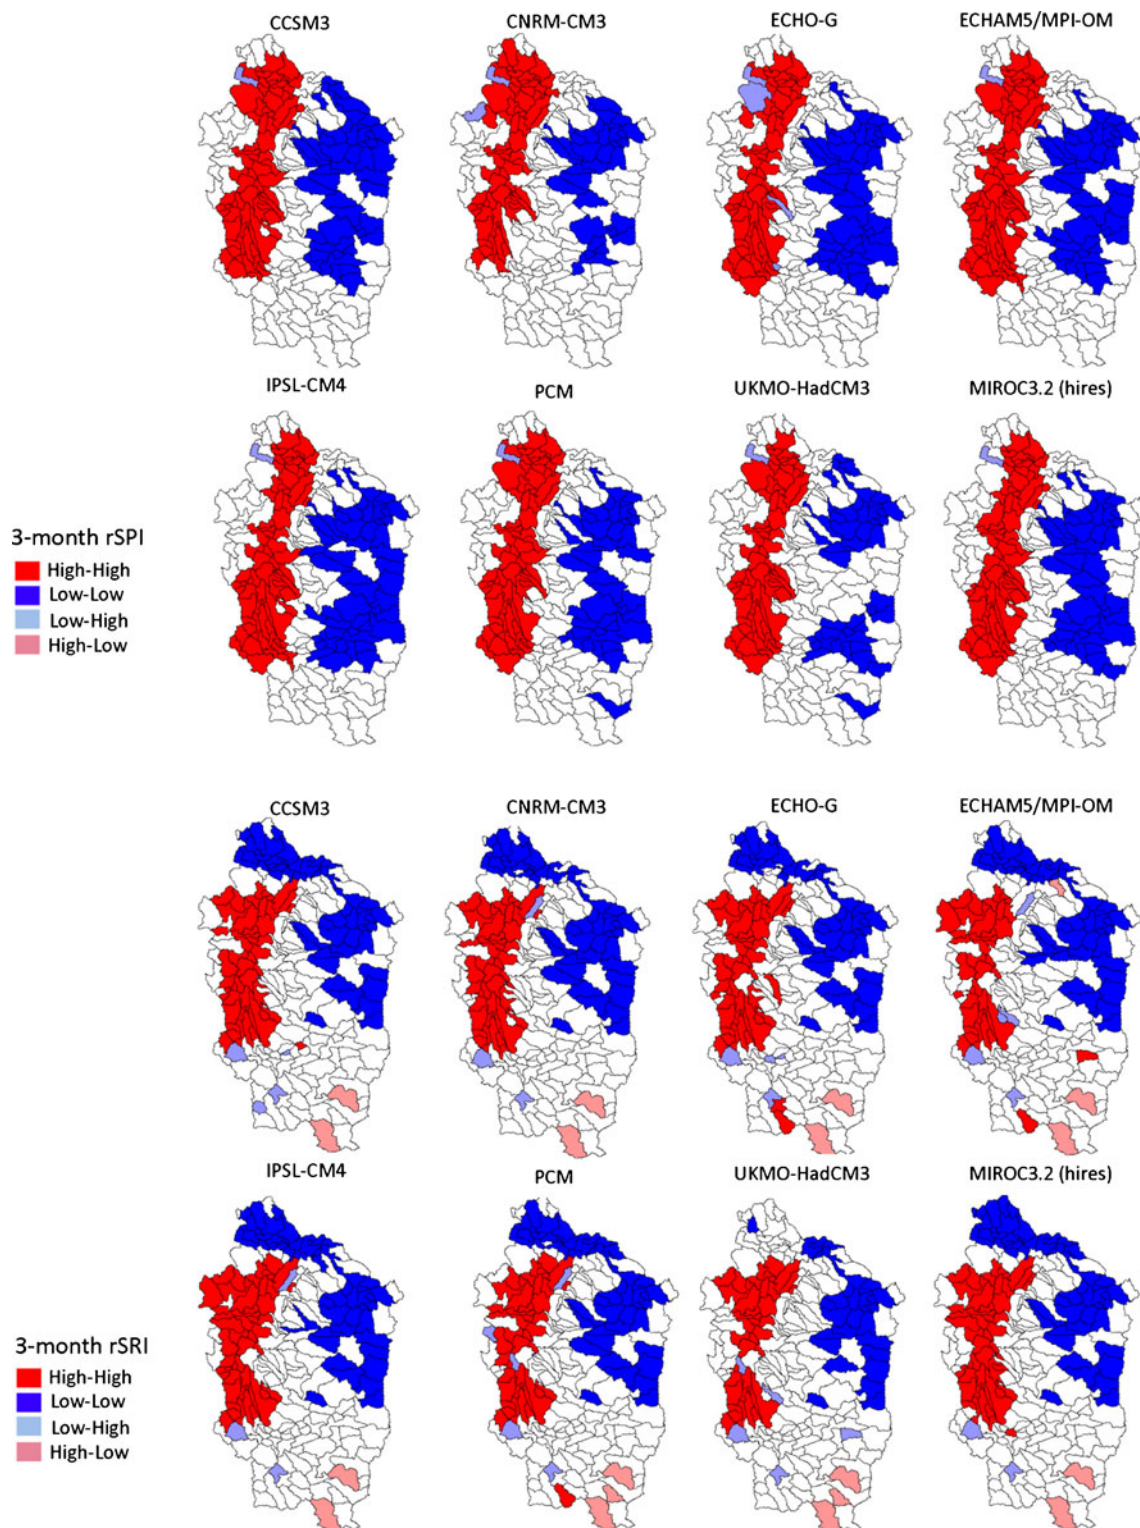 CCSM3
CNRM-CM3
ECHO-G
ECHAM5/MPI-OM
IPSL-CM4
PCM
UKMO-HadCM3
MIROC3.2 (hires)
3-month rSPI
High-High
Low-Low
Low-High
High-Low
CCSM3
CNRM-CM3
ECHO-G
ECHAM5/MPI-OM
IPSL-CM4
PCM
UKMO-HadCM3
MIROC3.2 (hires)
3-month rSRI
High-High
Low-Low
Low-High
High-Low